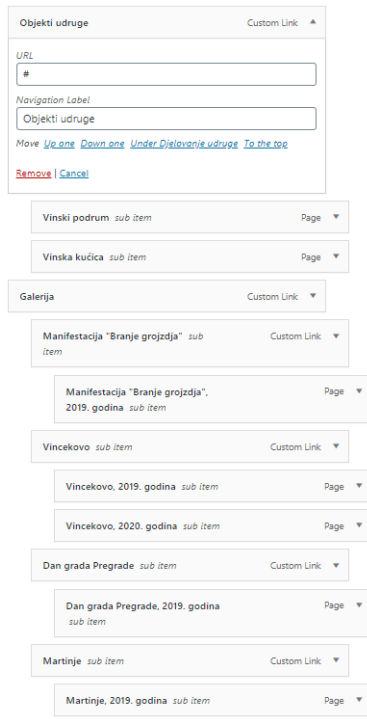 Objekti udruge Custom Link ▲
URL
#
Navigation Label
Objekti udruge
Move Up one Down one Under Djelovanje udruge To the top
Remove | Cancel
Vinski podrum sub item Page ▼
Vinska kućica sub item Page ▼
Galerija Custom Link ▼
Manifestacija "Branje grojzdja" sub Custom Link ▼
item
Manifestacija "Branje grojzdja", Page ▼
2019. godina sub item
Vincekovo sub item Custom Link ▼
Vincekovo, 2019. godina sub item Page ▼
Vincekovo, 2020. godina sub item Page ▼
Dan grada Pregrade sub item Custom Link ▼
Dan grada Pregrade, 2019. godina Page ▼
sub item
Martinje sub item Custom Link ▼
Martinje, 2019. godina sub item Page ▼